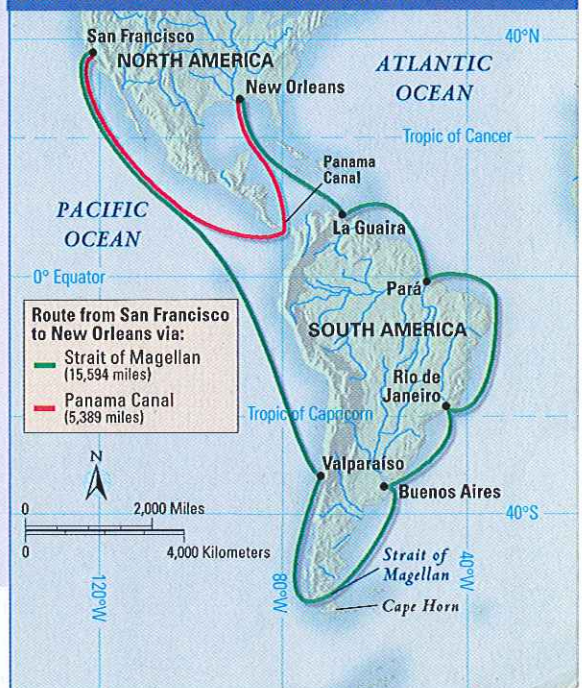 San Francisco
40°N
NORTH AMERICA
ATLANTIC
OCEAN
New Orleans
Tropic of Cancer
Panama
Canal
PACIFIC
OCEAN
La Guaira
0° Equator
Pará
Route from San Francisco
to New Orleans via:
Strait of Magellan
(15,594 miles)
Panama Canal
(5,389 miles)
SOUTH AMERICA
Rio de
Janeiro
Tropic of Capricorn
N
Valparaíso
Buenos Aires
0 2,000 Miles
0 4,000 Kilometers
40°S
Strait of
Magellan
Cape Horn
120°W
80°W
40°W